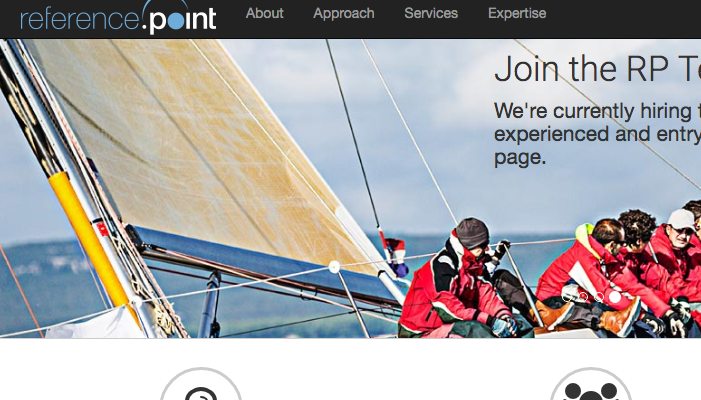 reference.point
About
Approach
Services
Expertise
Join the RP
We're currently hiring
experienced and entry
page.